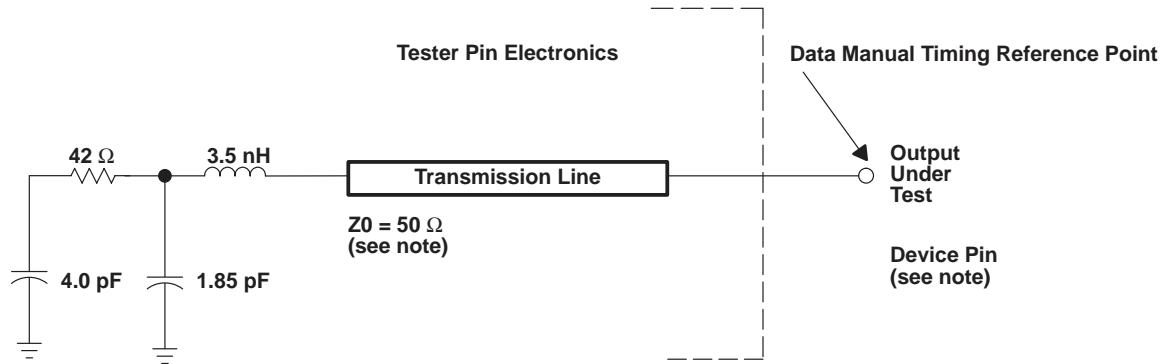 Tester Pin Electronics
Data Manual Timing Reference Point
42 Ω
3.5 nH
Transmission Line
Output
Under
Test
Z0 = 50 Ω
(see note)
Device Pin
(see note)
4.0 pF
1.85 pF